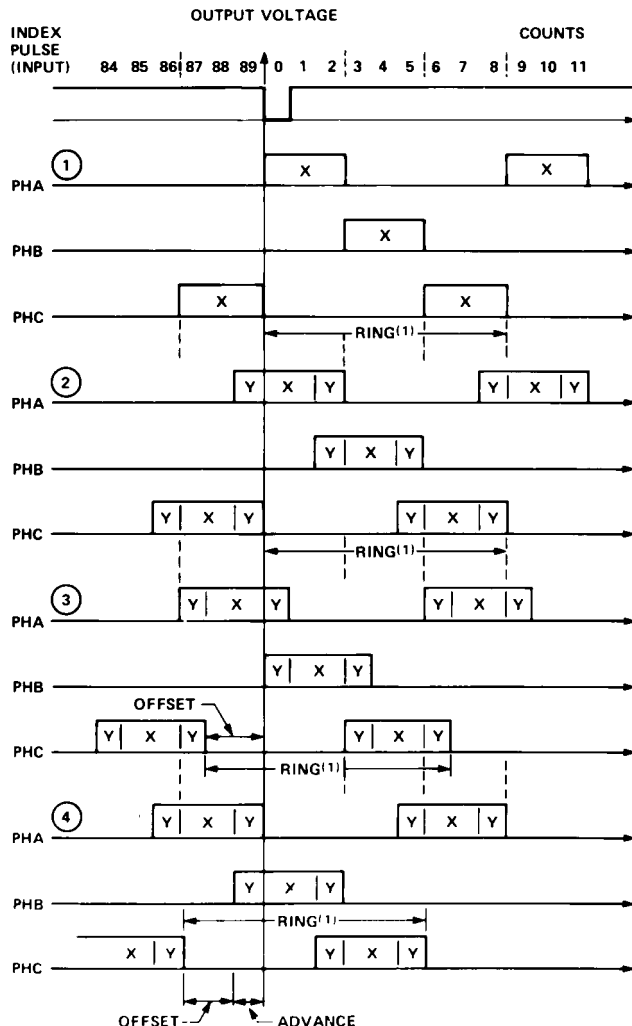 OUTPUT VOLTAGE
INDEX
PULSE
(INPUT)
COUNTS
84 85 86 87 88 89 0 1 2 3 4 5 6 7 8 9 10 11
1
PHA X X
PHB X
PHC X X
RING(1)
2
PHA Y X Y Y X Y
PHB Y X Y
PHC Y X Y Y X Y
RING(1)
3
PHA Y X Y Y X Y
PHB Y X Y
OFFSET
PHC Y X Y Y X Y
RING(1)
4
PHA Y X Y Y X Y
PHB Y X Y
RING(1)
PHC X Y Y X Y
OFFSET ADVANCE